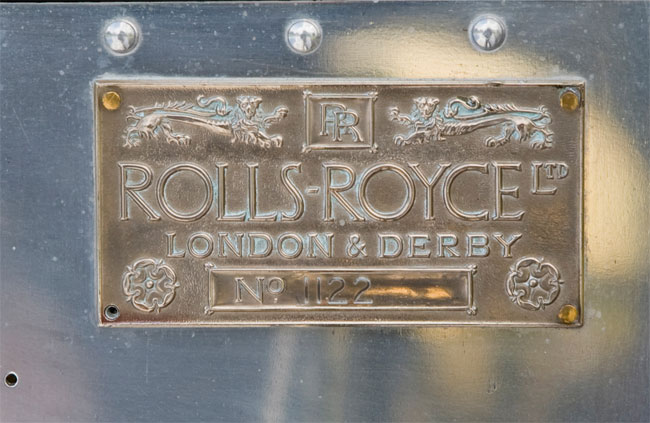 RR
ROLLS-ROYCE LTD
LONDON & DERBY
No 1122